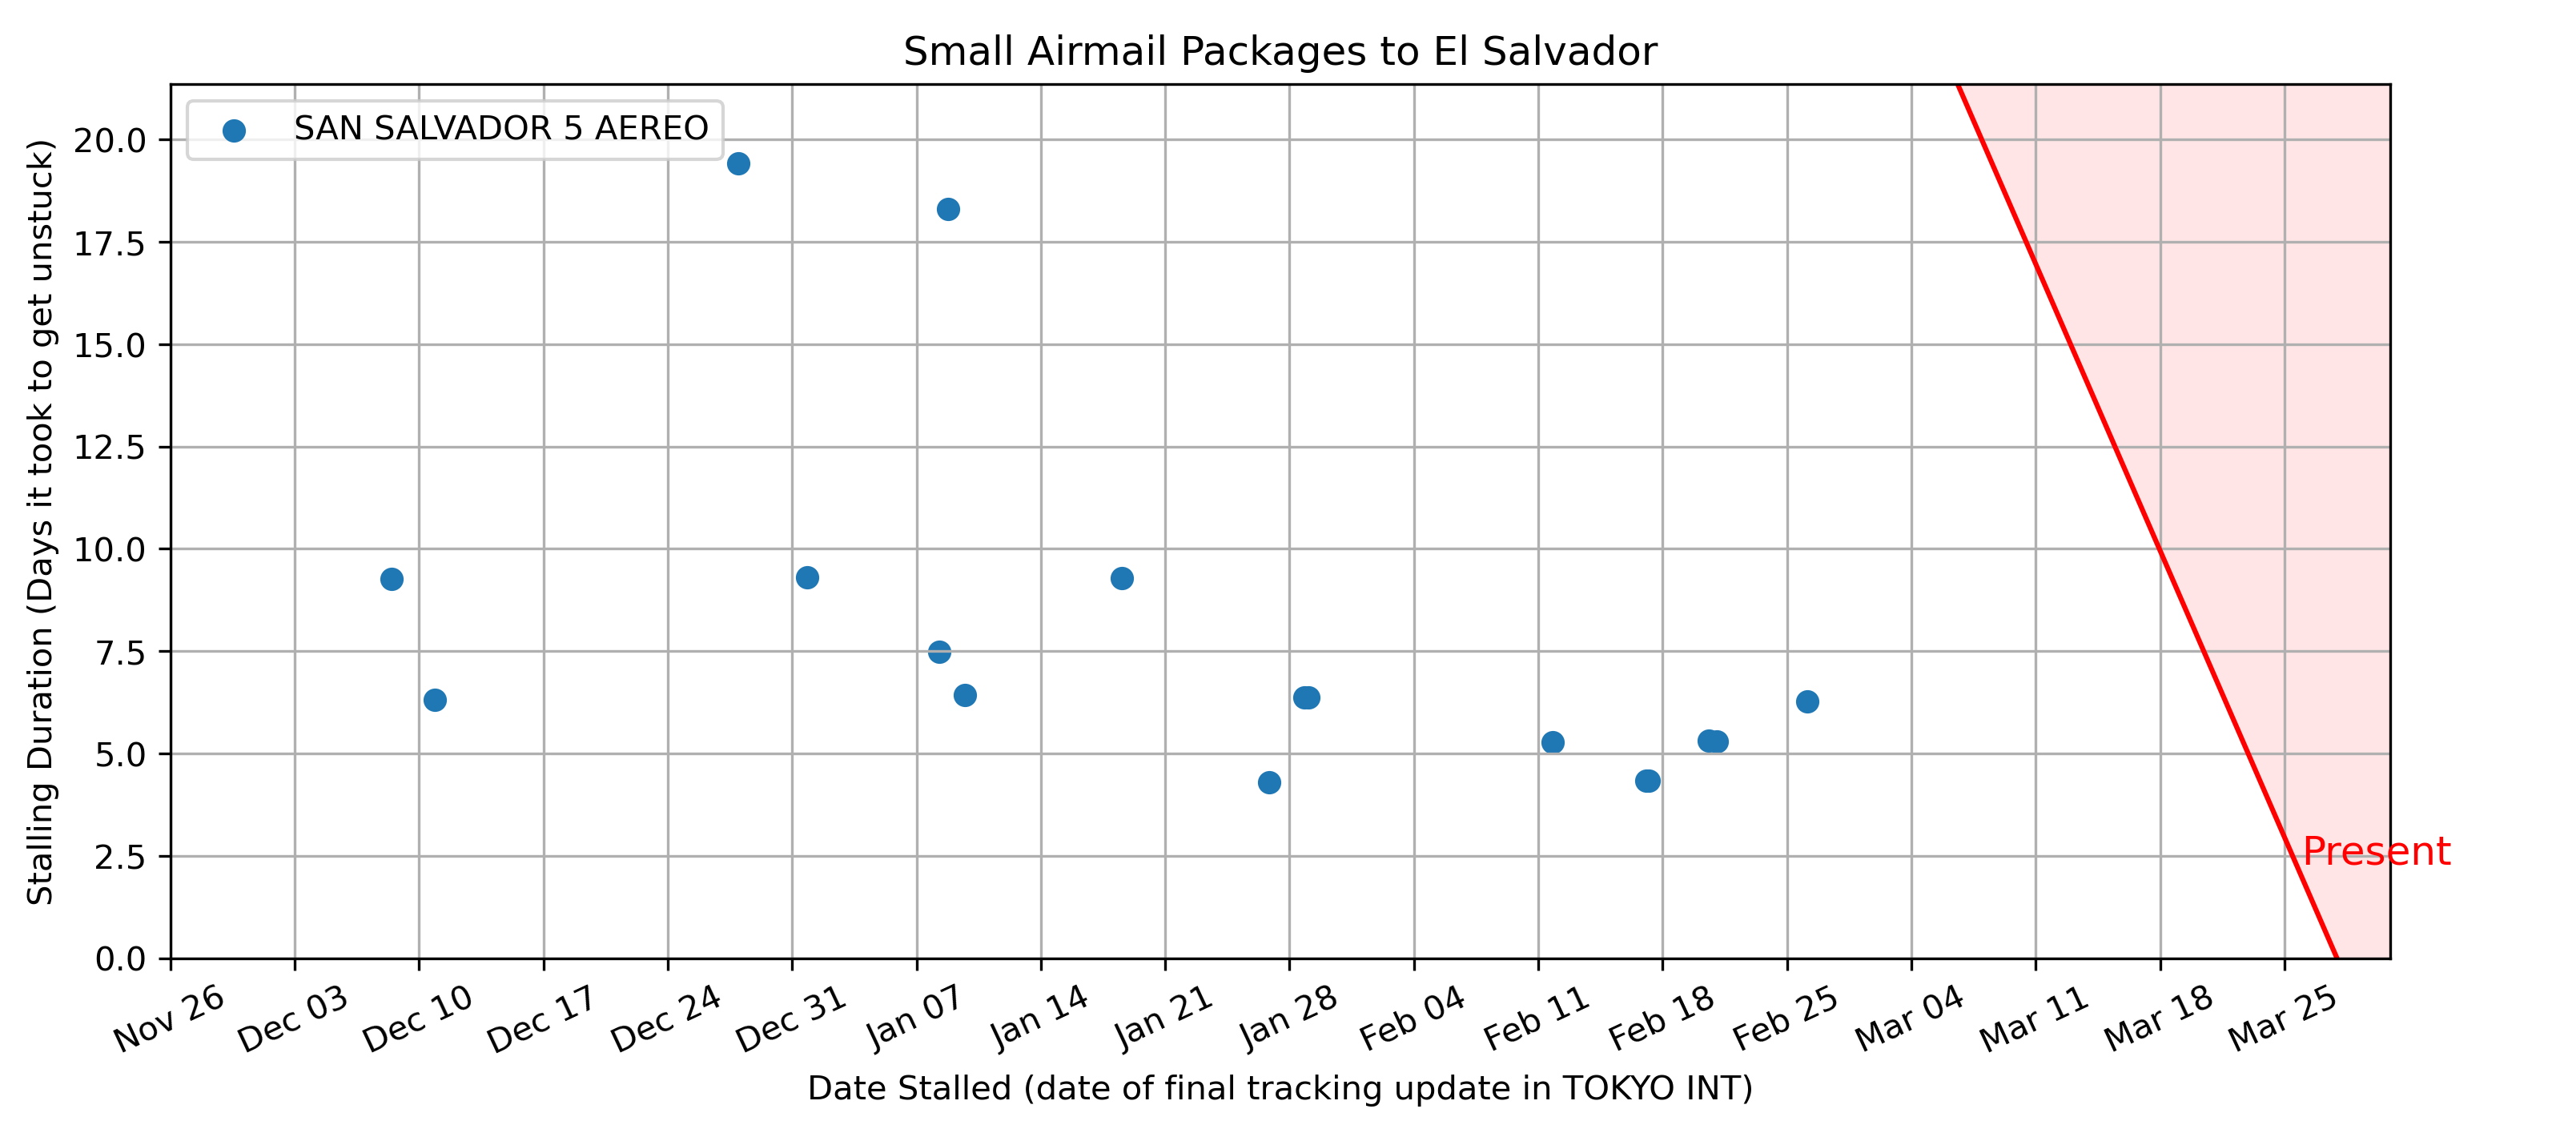 Small Airmail Packages to El Salvador
SAN SALVADOR 5 AEREO
Stalling Duration (Days it took to get unstuck)
20.0
17.5
15.0
12.5
10.0
7.5
5.0
2.5
0.0
Present
Nov 26
Dec 03
Dec 10
Dec 17
Dec 24
Dec 31
Jan 07
Jan 14
Jan 21
Jan 28
Feb 04
Feb 11
Feb 18
Feb 25
Mar 04
Mar 11
Mar 18
Mar 25
Date Stalled (date of final tracking update in TOKYO INT)